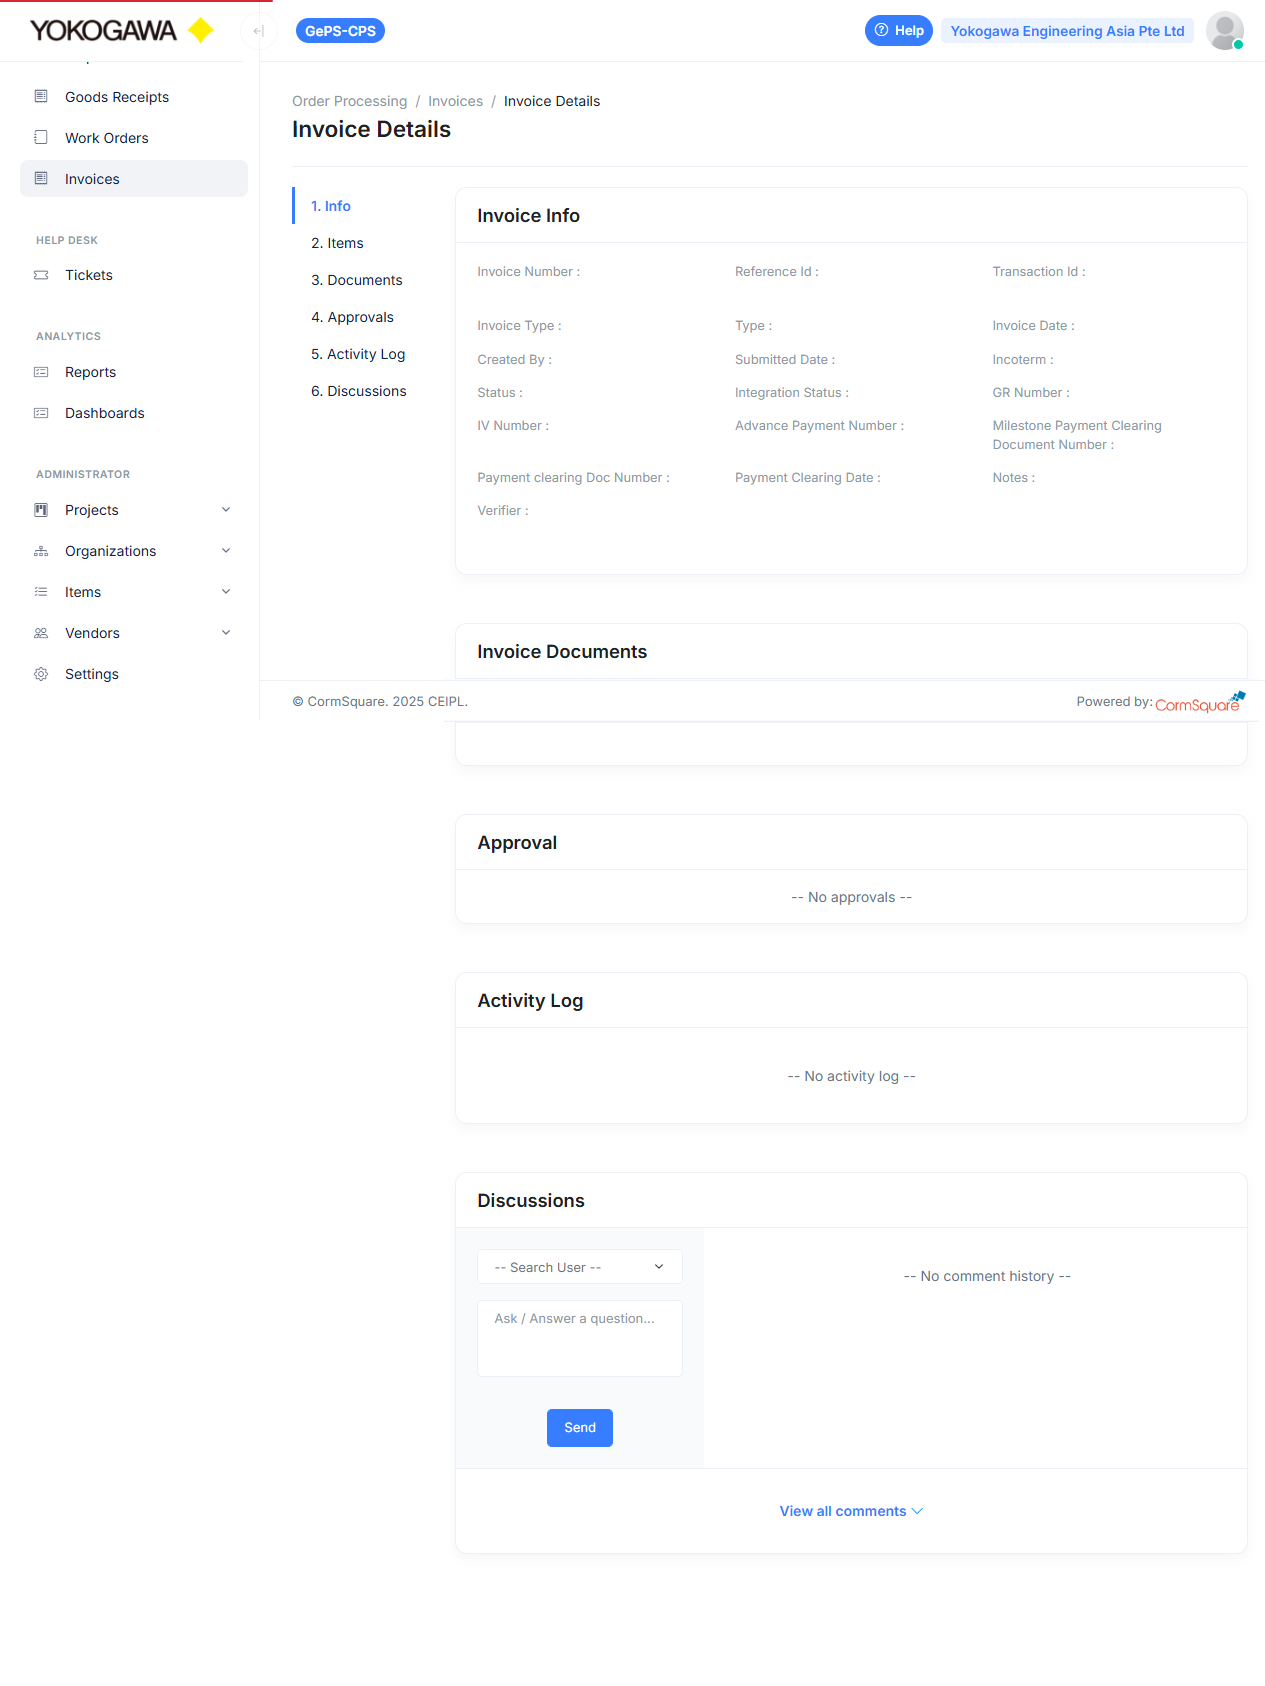 YOKOGAWA
GePS-CPS
Help
Yokogawa Engineering Asia Pte Ltd
Goods Receipts
Work Orders
Invoices
HELP DESK
Tickets
ANALYTICS
Reports
Dashboards
ADMINISTRATOR
Projects
Organizations
Items
Vendors
Settings
Order Processing / Invoices / Invoice Details
Invoice Details
1. Info
2. Items
3. Documents
4. Approvals
5. Activity Log
6. Discussions
Invoice Info
Invoice Number :
Reference Id :
Transaction Id :
Invoice Type :
Type :
Invoice Date :
Created By :
Submitted Date :
Incoterm :
Status :
Integration Status :
GR Number :
IV Number :
Advance Payment Number :
Milestone Payment Clearing
Document Number :
Payment clearing Doc Number :
Payment Clearing Date :
Notes :
Verifier :
Invoice Documents
© CormSquare. 2025 CEIPL.
Powered by: CormSquare
Approval
-- No approvals --
Activity Log
-- No activity log --
Discussions
-- Search User --
Ask / Answer a question...
Send
-- No comment history --
View all comments